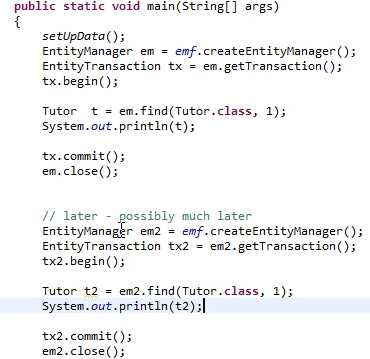 public static void main(String[] args)
{
setUpData();
EntityManager em = emf.createEntityManager();
EntityTransaction tx = em.getTransaction();
tx.begin();
Tutor t = em.find(Tutor.class, 1);
System.out.println(t);
tx.commit();
em.close();
// later - possibly much later
EntityManager em2 = emf.createEntityManager();
EntityTransaction tx2 = em2.getTransaction();
tx2.begin();
Tutor t2 = em2.find(Tutor.class, 1);
System.out.println(t2);
tx2.commit();
em2.close();